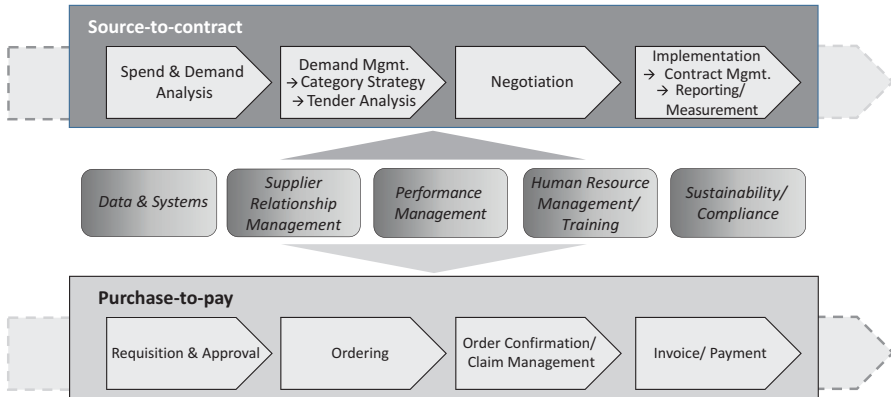 Source-to-contract
Spend & Demand
Analysis
Demand Mgmt.
→ Category Strategy
→ Tender Analysis
Negotiation
Implementation
→ Contract Mgmt.
→ Reporting/
Measurement
Data & Systems
Supplier
Relationship
Management
Performance
Management
Human Resource
Management/
Training
Sustainability/
Compliance
Purchase-to-pay
Requisition & Approval
Ordering
Order Confirmation/
Claim Management
Invoice/ Payment